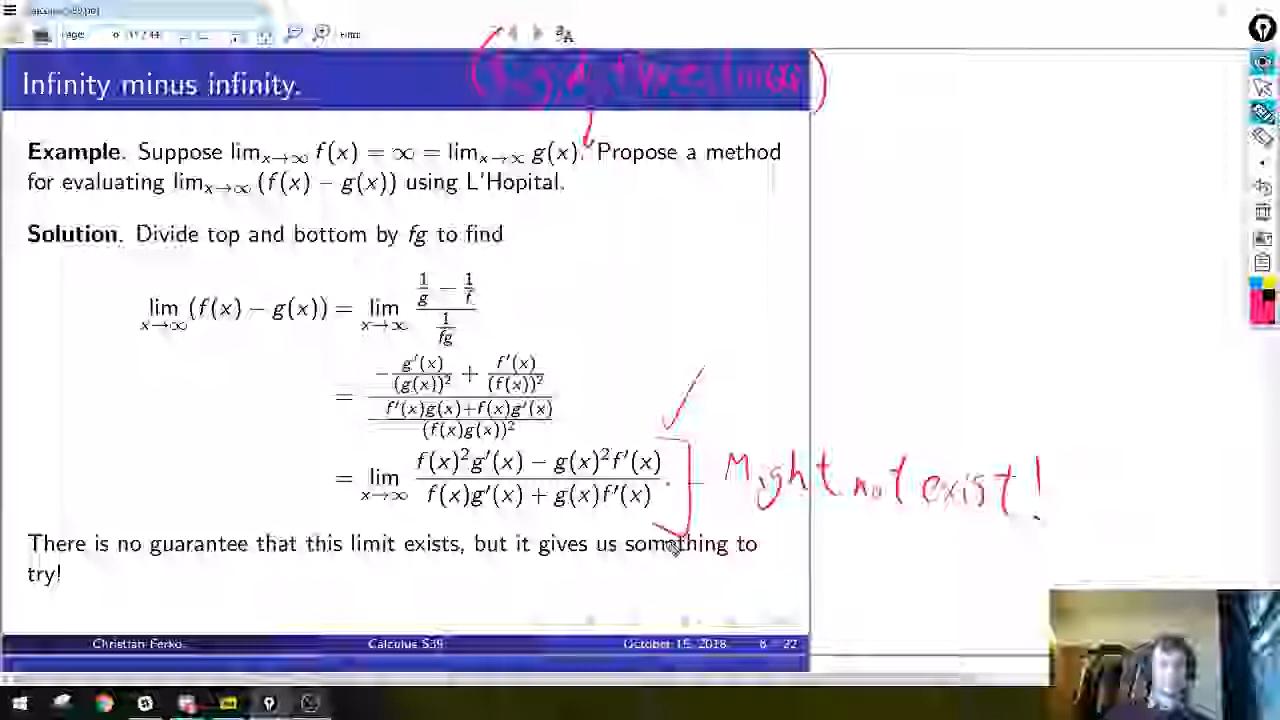 Page:
Infinity minus infinity.
Example. Suppose lim_{x→∞} f(x) = ∞ = lim_{x→∞} g(x). Propose a method
for evaluating lim_{x→∞} (f(x) − g(x)) using L'Hopital.
Solution. Divide top and bottom by fg to find
lim_{x→∞} (f(x) − g(x)) = lim_{x→∞} (1/g − 1/f) / (1/(fg))
= (−g′(x)/(g(x))² + f′(x)/(f(x))²) / (−(f′(x)g(x)+f(x)g′(x))/(f(x)g(x))²)
= lim_{x→∞} (f(x)²g′(x) − g(x)²f′(x)) / (f(x)g′(x) + g(x)f′(x)).
Might not exist!
There is no guarantee that this limit exists, but it gives us something to
try!
Christian Ferko. Calculus S39 October 15, 2018 22